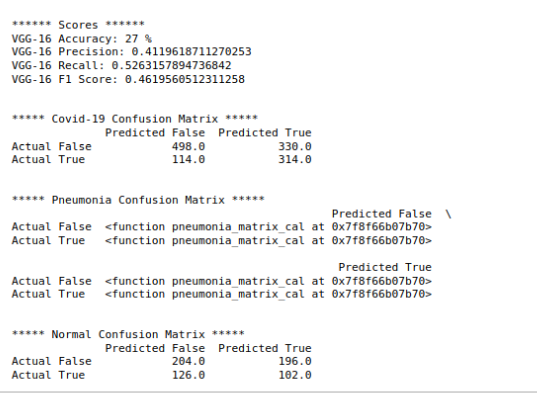 ****** Scores ******
VGG-16 Accuracy: 27 %
VGG-16 Precision: 0.4119618711270253
VGG-16 Recall: 0.5263157894736842
VGG-16 F1 Score: 0.4619560512311258
***** Covid-19 Confusion Matrix *****
Predicted False Predicted True
Actual False 498.0 330.0
Actual True 114.0 314.0
***** Pneumonia Confusion Matrix *****
Predicted False \
Actual False <function pneumonia_matrix_cal at 0x7f8f66b07b70>
Actual True <function pneumonia_matrix_cal at 0x7f8f66b07b70>
Predicted True
Actual False <function pneumonia_matrix_cal at 0x7f8f66b07b70>
Actual True <function pneumonia_matrix_cal at 0x7f8f66b07b70>
***** Normal Confusion Matrix *****
Predicted False Predicted True
Actual False 204.0 196.0
Actual True 126.0 102.0